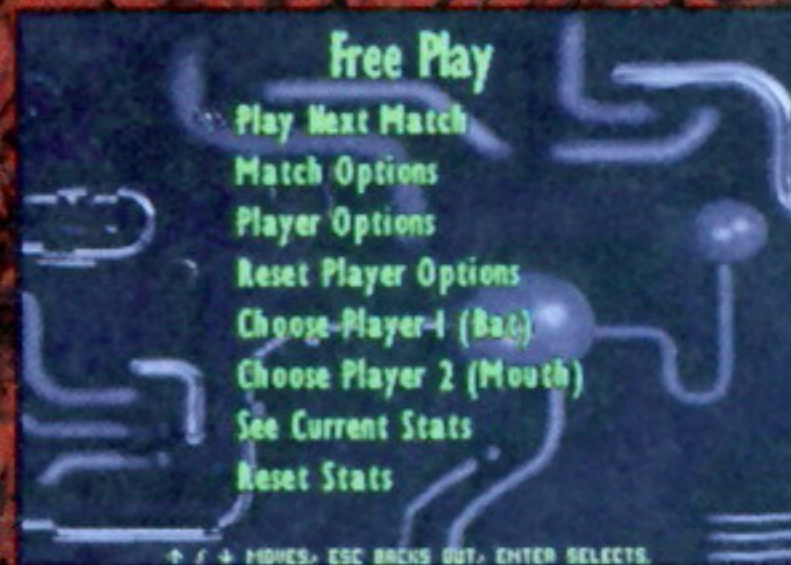 Free Play
Play Next Match
Match Options
Player Options
Reset Player Options
Choose Player 1 (Bat)
Choose Player 2 (Mouth)
See Current Stats
Reset Stats
↑ / ↓ MOVES, ESC BACKS OUT, ENTER SELECTS.